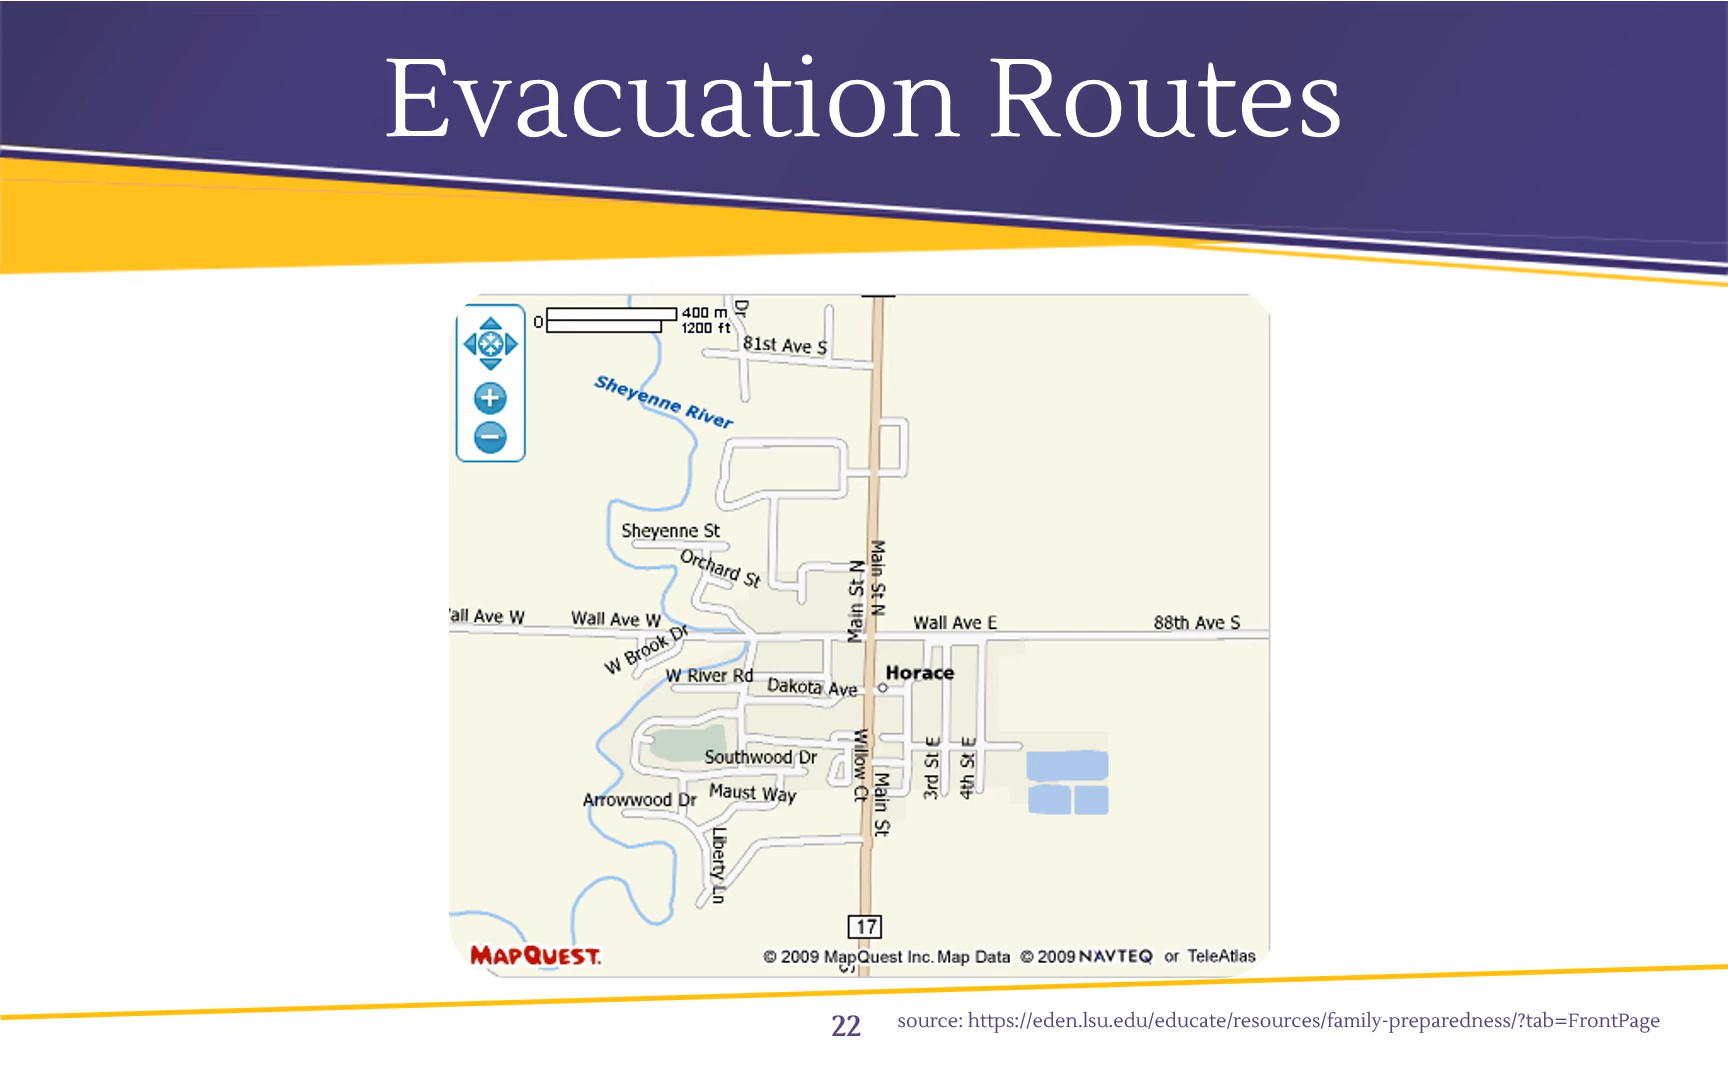 Evacuation Routes
0
400 m
1200 ft
Dr
81st Ave S
Sheyenne River
Sheyenne St
Orchard St
Main St N
Main St N
all Ave W
Wall Ave W
Wall Ave E
88th Ave S
W Brook Dr
W River Rd
Dakota Ave
Horace
Southwood Dr
Willow Ct
3rd St E
4th St E
Arrowwood Dr
Maust Way
Main St
Liberty Ln
17
S
MAPQUEST.
© 2009 MapQuest Inc. Map Data © 2009 NAVTEQ or TeleAtlas
22
source: https://eden.lsu.edu/educate/resources/family-preparedness/?tab=FrontPage